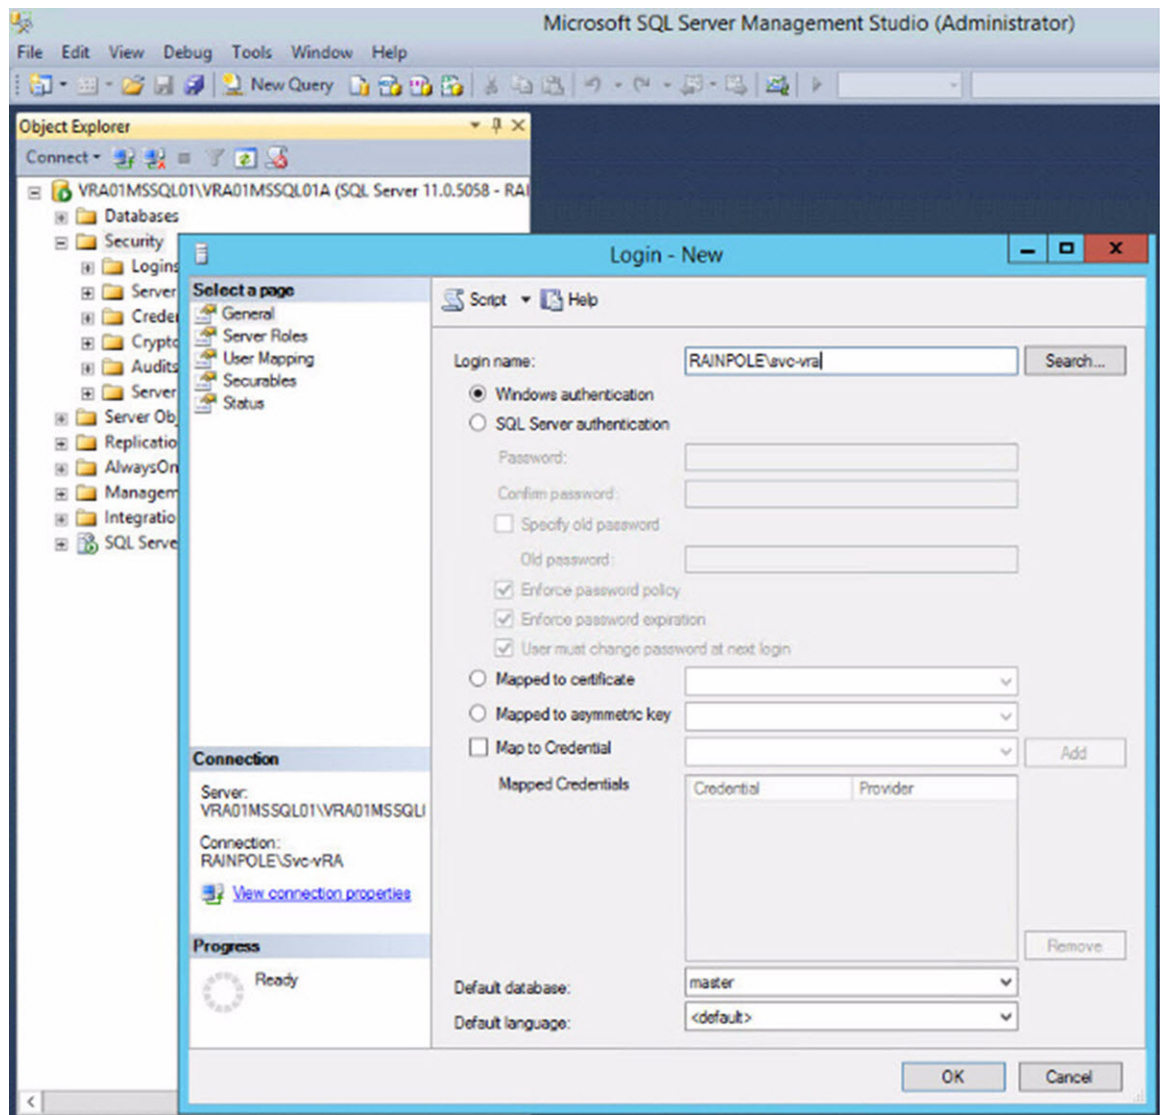 Microsoft SQL Server Management Studio (Administrator)
File Edit View Debug Tools Window Help
New Query
Object Explorer
Connect
VRA01MSSQL01\VRA01MSSQL01A (SQL Server 11.0.5058 - RAI
Databases
Security
Logins
Server
Creder
Crypto
Audits
Server
Server Obj
Replicatio
AlwaysOn
Managem
Integratio
SQL Serve
Login - New
Select a page
General
Server Roles
User Mapping
Securables
Status
Connection
Server:
VRA01MSSQL01\VRA01MSSQL
Connection:
RAINPOLE\Svc-vRA
View connection properties
Progress
Ready
Script Help
Login name: RAINPOLE\svc-vra Search...
Windows authentication
SQL Server authentication
Password:
Confirm password:
Specify old password
Old password:
Enforce password policy
Enforce password expiration
User must change password at next login
Mapped to certificate
Mapped to asymmetric key
Map to Credential Add
Mapped Credentials Credential Provider
Remove
Default database: master
Default language: <default>
OK Cancel